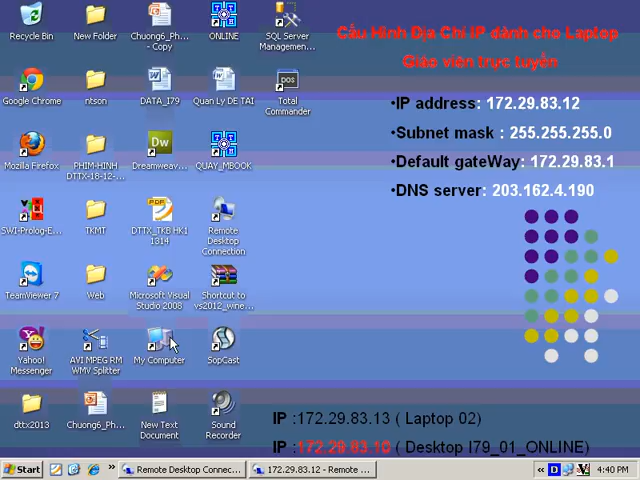 Cấu Hình Địa Chỉ IP dành cho Laptop
Giáo viên trực tuyến
•IP address: 172.29.83.12
•Subnet mask : 255.255.255.0
•Default gateWay: 172.29.83.1
•DNS server: 203.162.4.190
Recycle Bin
New Folder
Chuong6_Ph...
- Copy
ONLINE
SQL Server
Managemen...
Google Chrome
ntson
DATA_I79
Quan Ly DE TAI
Total
Commander
Mozilla Firefox
PHIM-HINH
DTTX-18-12-...
Dreamweav...
QUAY_MBOOK
SWI-Prolog-E...
TKMT
DTTX_TKB HK1
1314
Remote
Desktop
Connection
TeamViewer 7
Web
Microsoft Visual
Studio 2008
Shortcut to
vs2012_wine...
Yahoo!
Messenger
AVI MPEG RM
WMV Splitter
My Computer
SopCast
dttx2013
Chuong6_Ph...
New Text
Document
Sound
Recorder
IP :172.29.83.13 ( Laptop 02)
IP :172.29.83.10 ( Desktop I79_01_ONLINE)
Start
»
Remote Desktop Connec...
172.29.83.12 - Remote ...
«
D
V
4:40 PM